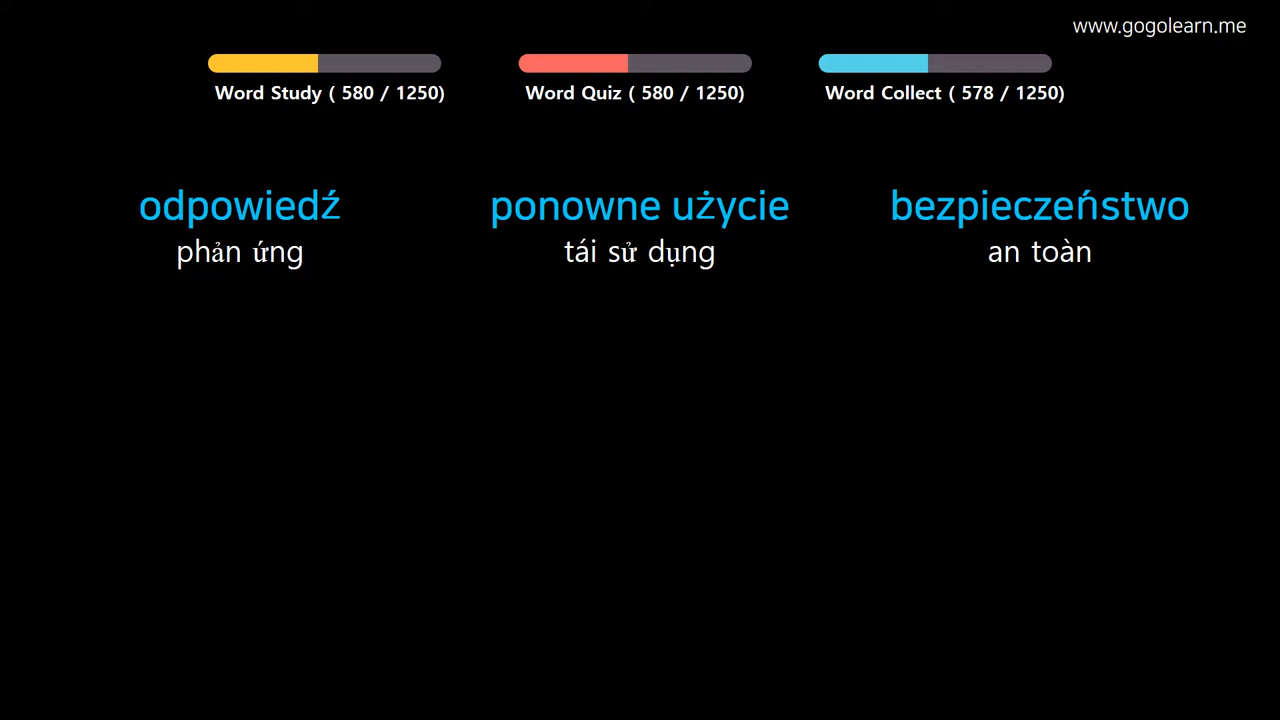 www.gogolearn.me
Word Study ( 580 / 1250)
Word Quiz ( 580 / 1250)
Word Collect ( 578 / 1250)
odpowiedź
phản ứng
ponowne użycie
tái sử dụng
bezpieczeństwo
an toàn